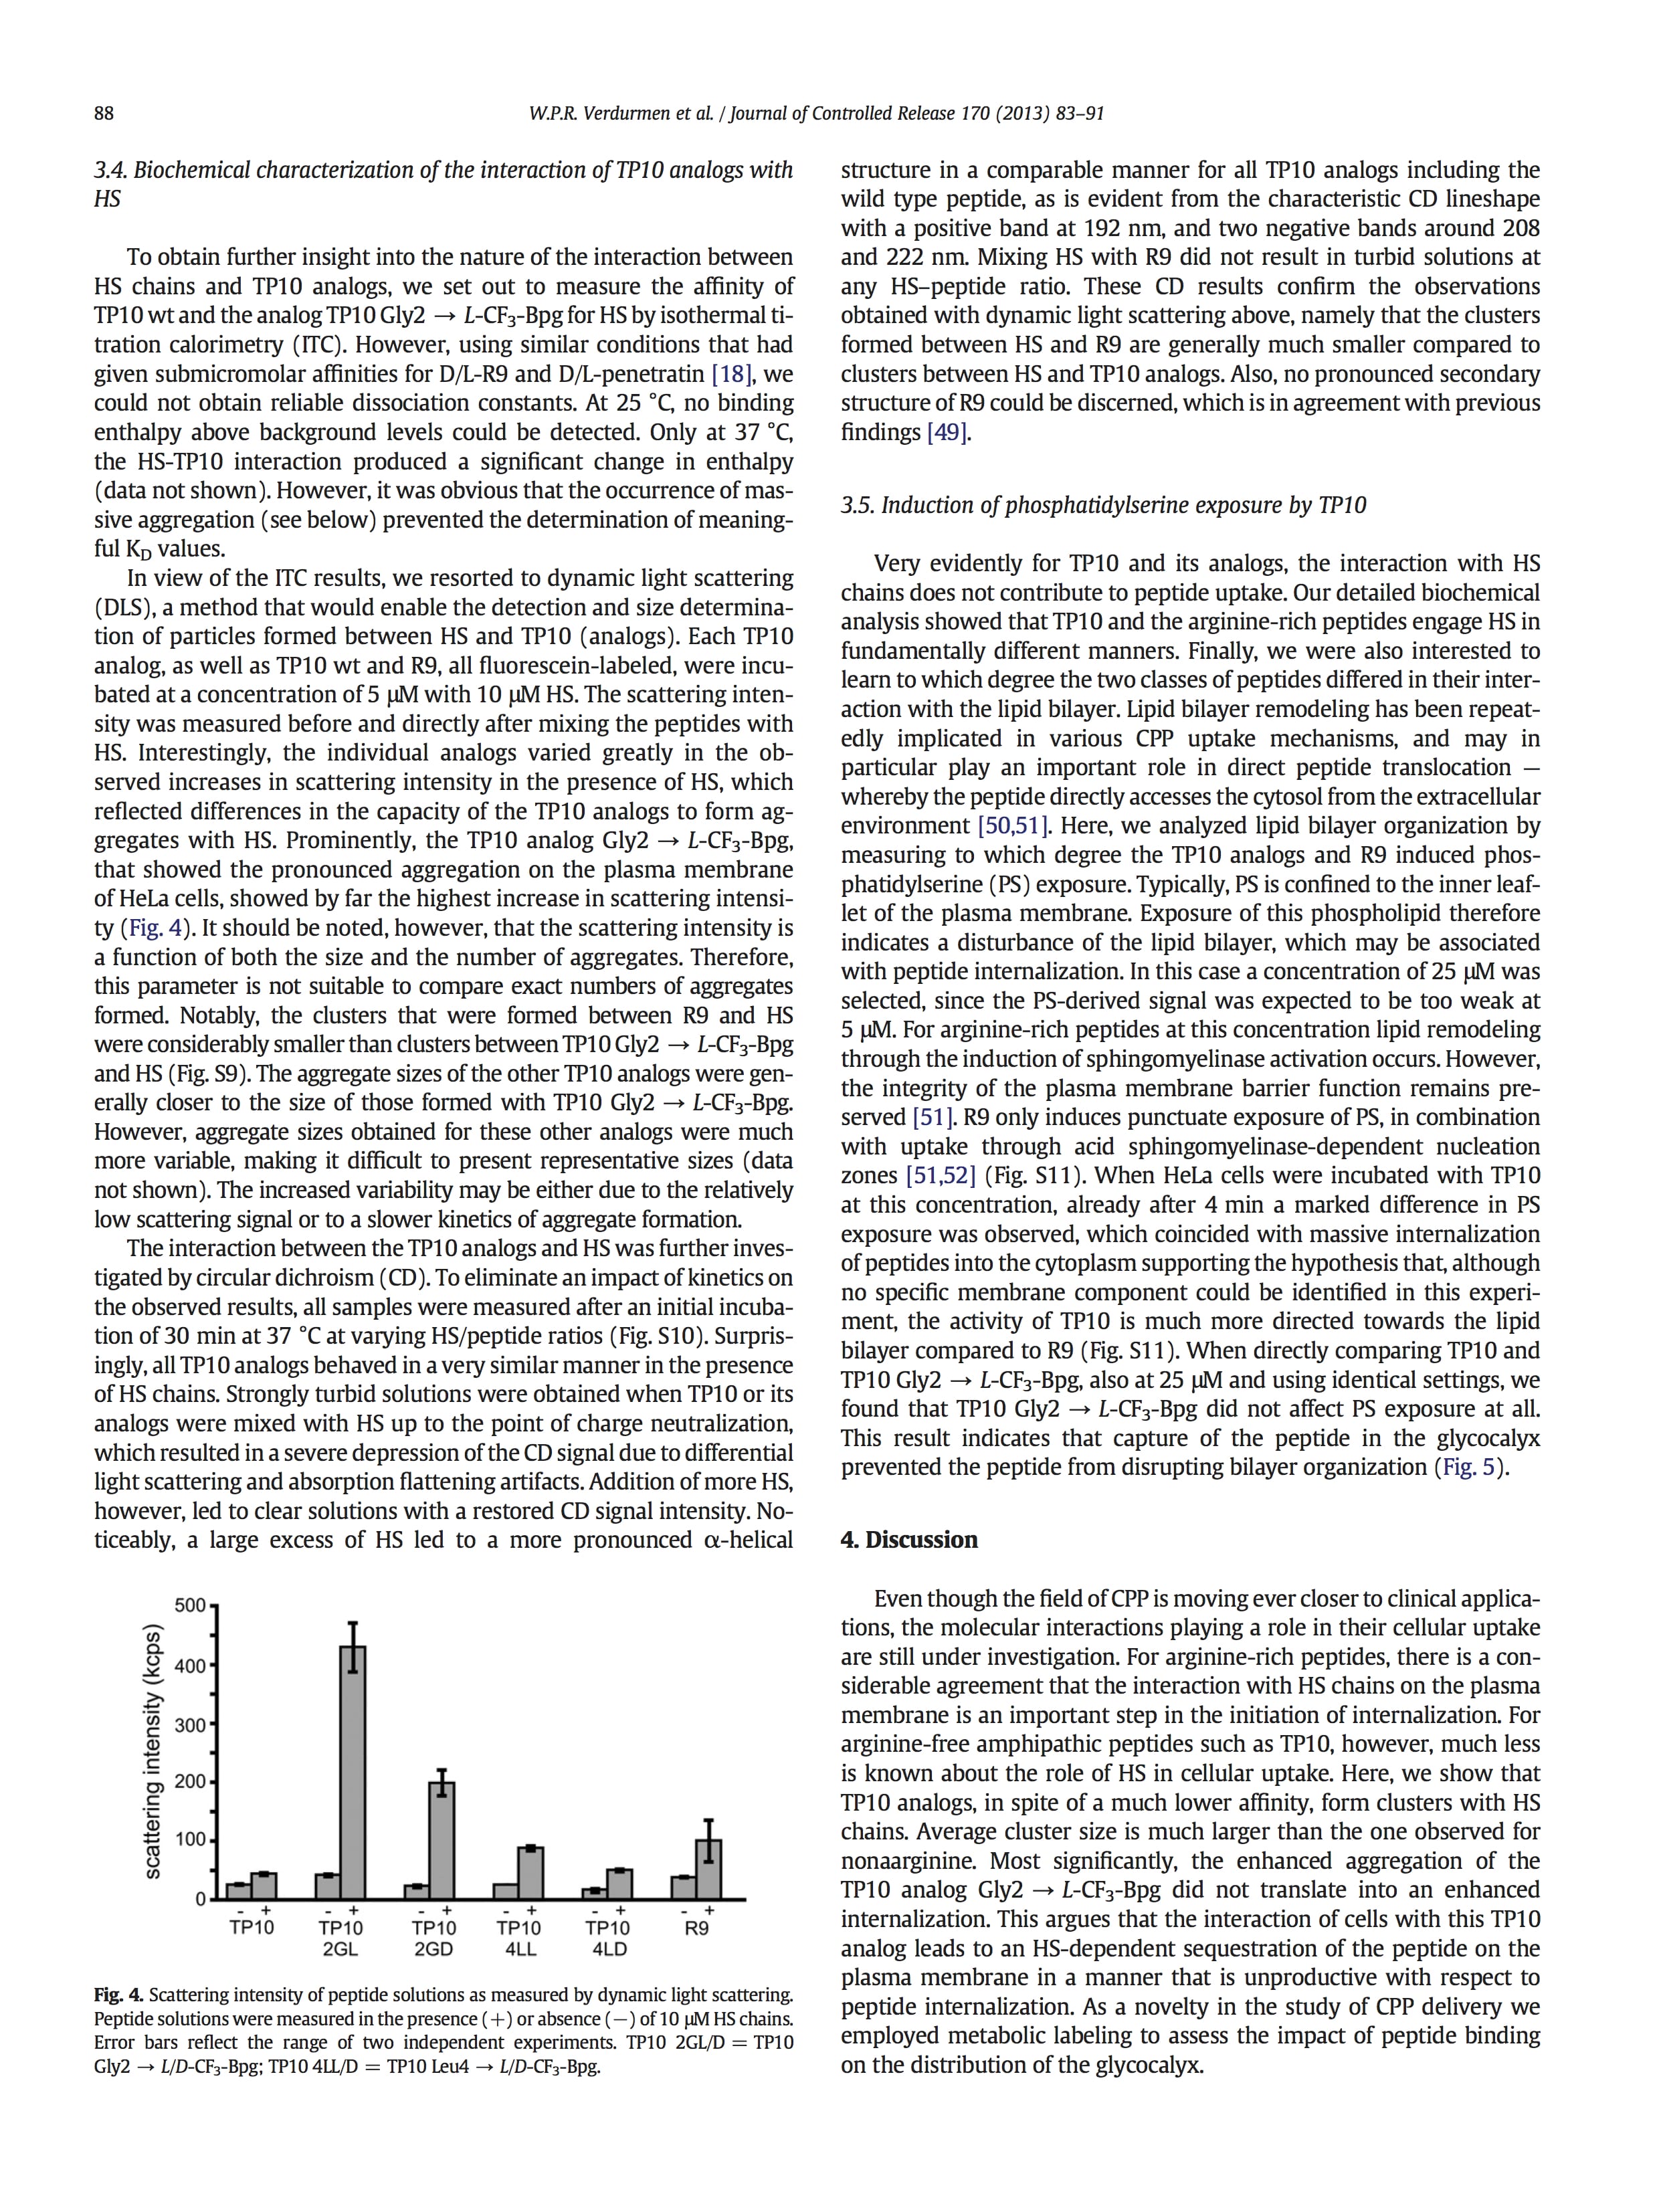 88
W.P.R. Verdurmen et al. / Journal of Controlled Release 170 (2013) 83–91
3.4. Biochemical characterization of the interaction of TP10 analogs with
HS
To obtain further insight into the nature of the interaction between
HS chains and TP10 analogs, we set out to measure the affinity of
TP10 wt and the analog TP10 Gly2 → L-CF3-Bpg for HS by isothermal ti-
tration calorimetry (ITC). However, using similar conditions that had
given submicromolar affinities for D/L-R9 and D/L-penetratin [18], we
could not obtain reliable dissociation constants. At 25 °C, no binding
enthalpy above background levels could be detected. Only at 37 °C,
the HS-TP10 interaction produced a significant change in enthalpy
(data not shown). However, it was obvious that the occurrence of mas-
sive aggregation (see below) prevented the determination of meaning-
ful KD values.
In view of the ITC results, we resorted to dynamic light scattering
(DLS), a method that would enable the detection and size determina-
tion of particles formed between HS and TP10 (analogs). Each TP10
analog, as well as TP10 wt and R9, all fluorescein-labeled, were incu-
bated at a concentration of 5 μM with 10 μM HS. The scattering inten-
sity was measured before and directly after mixing the peptides with
HS. Interestingly, the individual analogs varied greatly in the ob-
served increases in scattering intensity in the presence of HS, which
reflected differences in the capacity of the TP10 analogs to form ag-
gregates with HS. Prominently, the TP10 analog Gly2 → L-CF3-Bpg,
that showed the pronounced aggregation on the plasma membrane
of HeLa cells, showed by far the highest increase in scattering intensi-
ty (Fig. 4). It should be noted, however, that the scattering intensity is
a function of both the size and the number of aggregates. Therefore,
this parameter is not suitable to compare exact numbers of aggregates
formed. Notably, the clusters that were formed between R9 and HS
were considerably smaller than clusters between TP10 Gly2 → L-CF3-Bpg
and HS (Fig. S9). The aggregate sizes of the other TP10 analogs were gen-
erally closer to the size of those formed with TP10 Gly2 → L-CF3-Bpg.
However, aggregate sizes obtained for these other analogs were much
more variable, making it difficult to present representative sizes (data
not shown). The increased variability may be either due to the relatively
low scattering signal or to a slower kinetics of aggregate formation.
The interaction between the TP10 analogs and HS was further inves-
tigated by circular dichroism (CD). To eliminate an impact of kinetics on
the observed results, all samples were measured after an initial incuba-
tion of 30 min at 37 °C at varying HS/peptide ratios (Fig. S10). Surpris-
ingly, all TP10 analogs behaved in a very similar manner in the presence
of HS chains. Strongly turbid solutions were obtained when TP10 or its
analogs were mixed with HS up to the point of charge neutralization,
which resulted in a severe depression of the CD signal due to differential
light scattering and absorption flattening artifacts. Addition of more HS,
however, led to clear solutions with a restored CD signal intensity. No-
ticeably, a large excess of HS led to a more pronounced α-helical
scattering intensity (kcps)
500
400
300
200
100
0
- + - + - + - + - + - +
TP10 TP10 TP10 TP10 TP10 R9
2GL 2GD 4LL 4LD
Fig. 4. Scattering intensity of peptide solutions as measured by dynamic light scattering.
Peptide solutions were measured in the presence (+) or absence (−) of 10 μM HS chains.
Error bars reflect the range of two independent experiments. TP10 2GL/D = TP10
Gly2 → L/D-CF3-Bpg; TP10 4LL/D = TP10 Leu4 → L/D-CF3-Bpg.
structure in a comparable manner for all TP10 analogs including the
wild type peptide, as is evident from the characteristic CD lineshape
with a positive band at 192 nm, and two negative bands around 208
and 222 nm. Mixing HS with R9 did not result in turbid solutions at
any HS–peptide ratio. These CD results confirm the observations
obtained with dynamic light scattering above, namely that the clusters
formed between HS and R9 are generally much smaller compared to
clusters between HS and TP10 analogs. Also, no pronounced secondary
structure of R9 could be discerned, which is in agreement with previous
findings [49].
3.5. Induction of phosphatidylserine exposure by TP10
Very evidently for TP10 and its analogs, the interaction with HS
chains does not contribute to peptide uptake. Our detailed biochemical
analysis showed that TP10 and the arginine-rich peptides engage HS in
fundamentally different manners. Finally, we were also interested to
learn to which degree the two classes of peptides differed in their inter-
action with the lipid bilayer. Lipid bilayer remodeling has been repeat-
edly implicated in various CPP uptake mechanisms, and may in
particular play an important role in direct peptide translocation —
whereby the peptide directly accesses the cytosol from the extracellular
environment [50,51]. Here, we analyzed lipid bilayer organization by
measuring to which degree the TP10 analogs and R9 induced phos-
phatidylserine (PS) exposure. Typically, PS is confined to the inner leaf-
let of the plasma membrane. Exposure of this phospholipid therefore
indicates a disturbance of the lipid bilayer, which may be associated
with peptide internalization. In this case a concentration of 25 μM was
selected, since the PS-derived signal was expected to be too weak at
5 μM. For arginine-rich peptides at this concentration lipid remodeling
through the induction of sphingomyelinase activation occurs. However,
the integrity of the plasma membrane barrier function remains pre-
served [51]. R9 only induces punctuate exposure of PS, in combination
with uptake through acid sphingomyelinase-dependent nucleation
zones [51,52] (Fig. S11). When HeLa cells were incubated with TP10
at this concentration, already after 4 min a marked difference in PS
exposure was observed, which coincided with massive internalization
of peptides into the cytoplasm supporting the hypothesis that, although
no specific membrane component could be identified in this experi-
ment, the activity of TP10 is much more directed towards the lipid
bilayer compared to R9 (Fig. S11). When directly comparing TP10 and
TP10 Gly2 → L-CF3-Bpg, also at 25 μM and using identical settings, we
found that TP10 Gly2 → L-CF3-Bpg did not affect PS exposure at all.
This result indicates that capture of the peptide in the glycocalyx
prevented the peptide from disrupting bilayer organization (Fig. 5).
4. Discussion
Even though the field of CPP is moving ever closer to clinical applica-
tions, the molecular interactions playing a role in their cellular uptake
are still under investigation. For arginine-rich peptides, there is a con-
siderable agreement that the interaction with HS chains on the plasma
membrane is an important step in the initiation of internalization. For
arginine-free amphipathic peptides such as TP10, however, much less
is known about the role of HS in cellular uptake. Here, we show that
TP10 analogs, in spite of a much lower affinity, form clusters with HS
chains. Average cluster size is much larger than the one observed for
nonaarginine. Most significantly, the enhanced aggregation of the
TP10 analog Gly2 → L-CF3-Bpg did not translate into an enhanced
internalization. This argues that the interaction of cells with this TP10
analog leads to an HS-dependent sequestration of the peptide on the
plasma membrane in a manner that is unproductive with respect to
peptide internalization. As a novelty in the study of CPP delivery we
employed metabolic labeling to assess the impact of peptide binding
on the distribution of the glycocalyx.